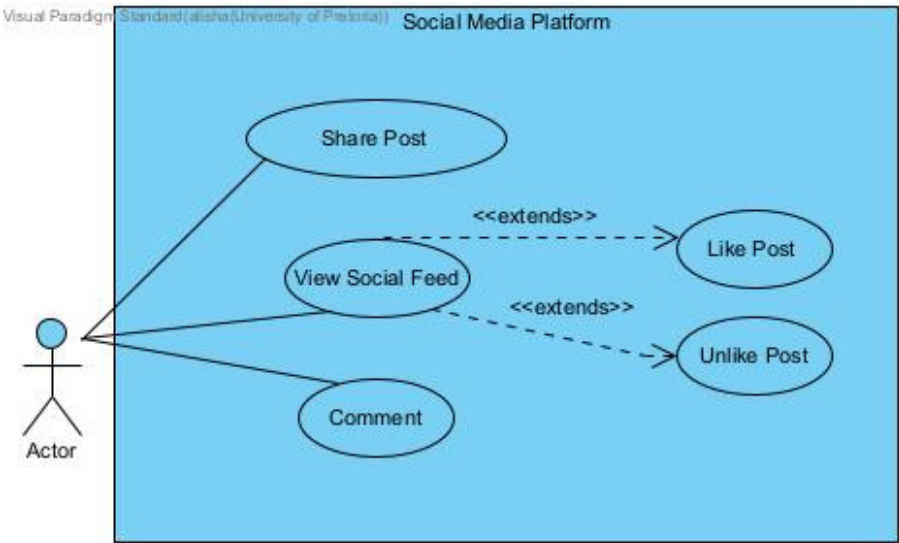 Visual Paradigm Standard(alisha(University of Pretoria))
Social Media Platform
Share Post
<<extends>>
Like Post
View Social Feed
<<extends>>
Unlike Post
Comment
Actor